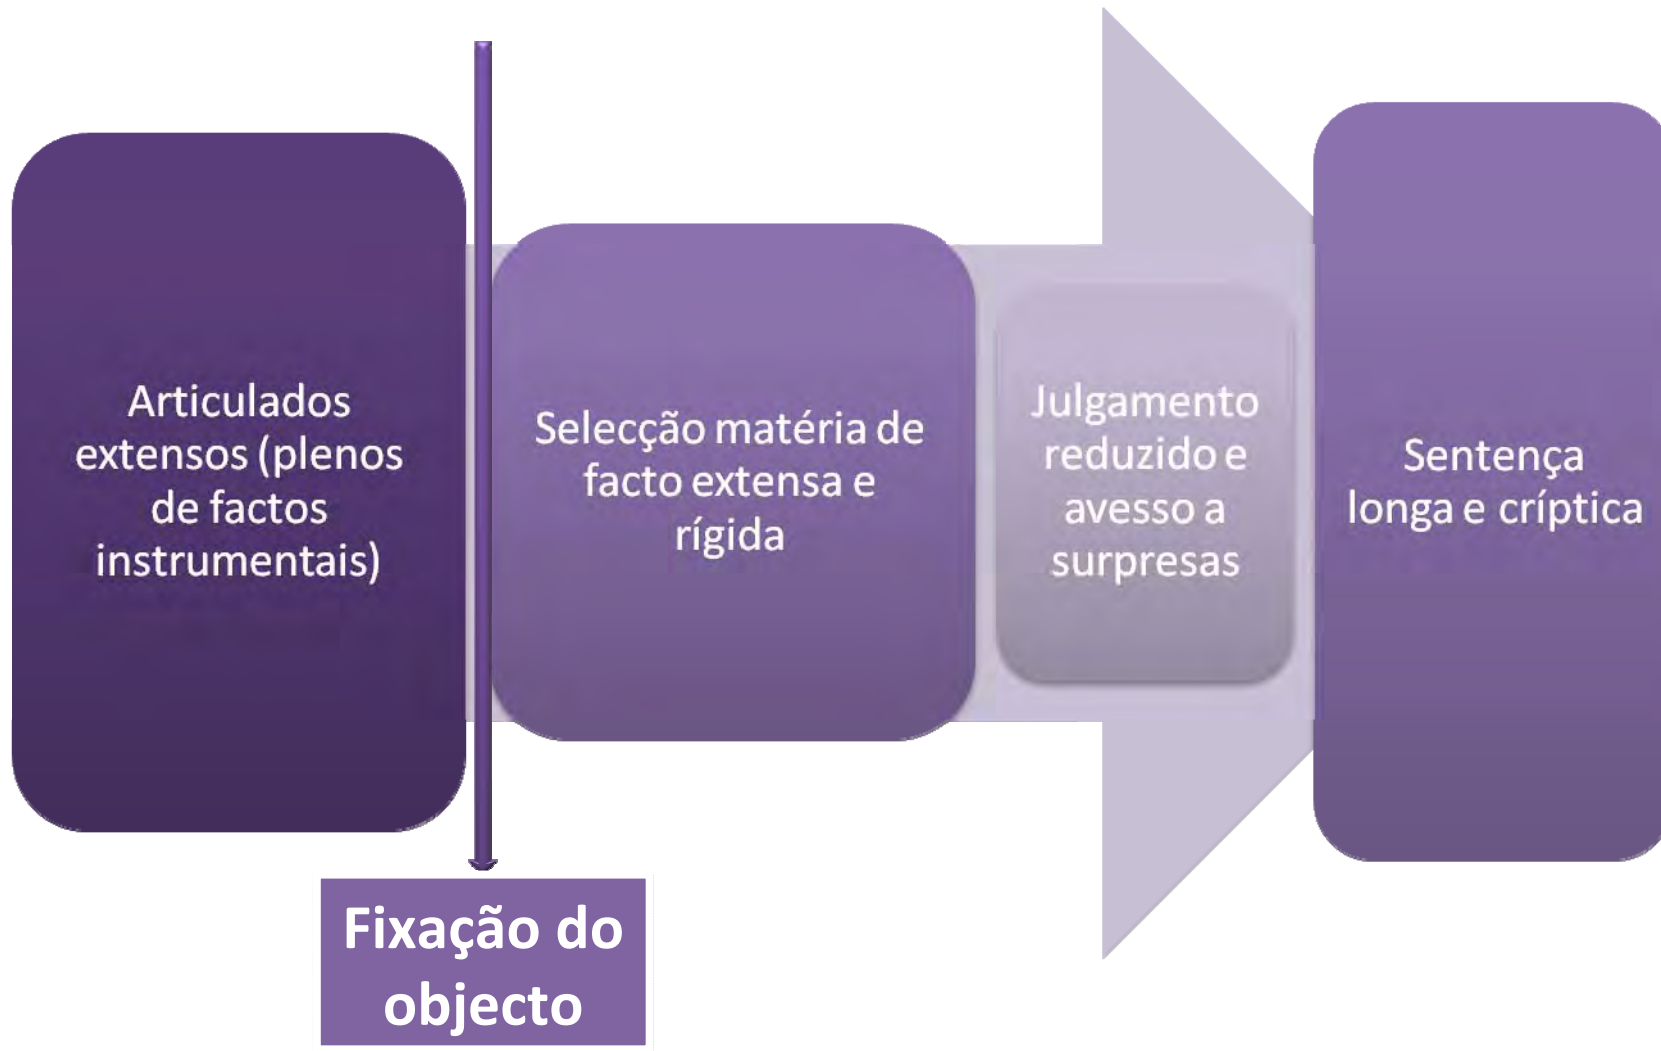 Articulados
extensos (plenos
de factos
instrumentais)
Selecção matéria de
facto extensa e
rígida
Julgamento
reduzido e
avesso a
surpresas
Sentença
longa e críptica
Fixação do
objecto